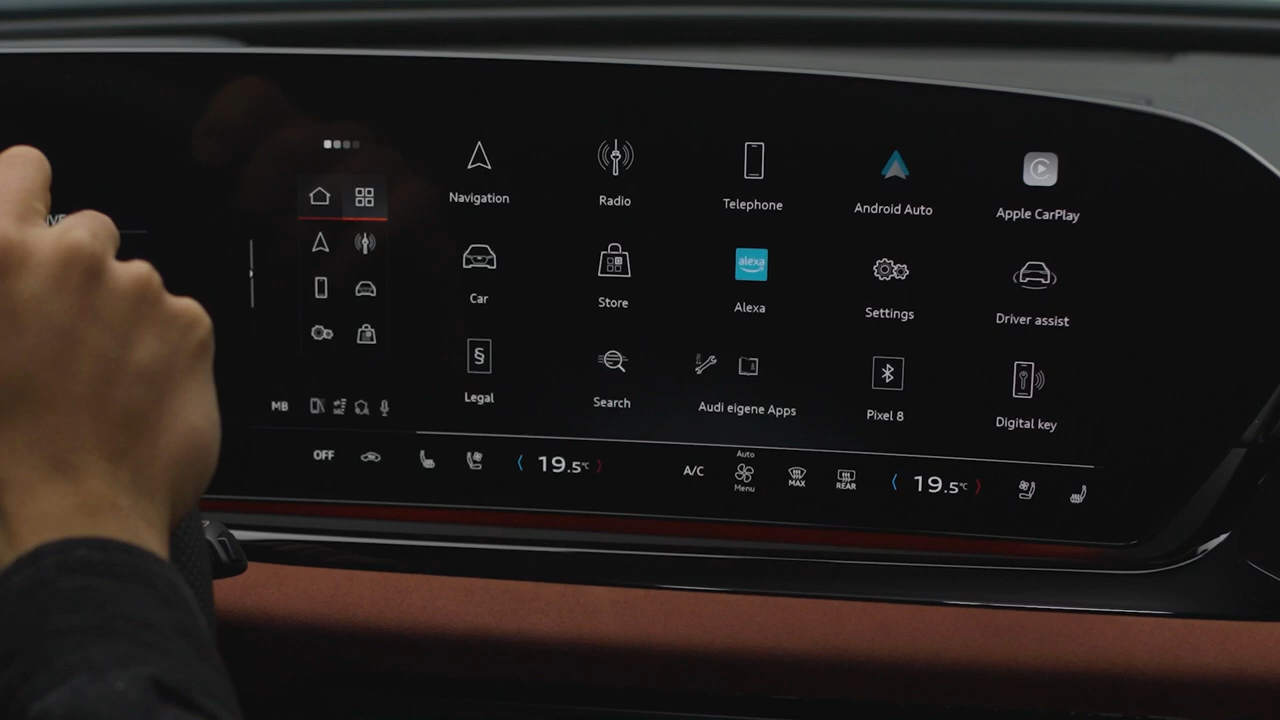 Navigation
Radio
Telephone
Android Auto
Apple CarPlay
Car
Store
alexa
Alexa
Settings
Driver assist
§
Legal
Search
Audi eigene Apps
Pixel 8
Digital key
MB
OFF
19.5°C
A/C
Auto
Menu
MAX
REAR
19.5°C